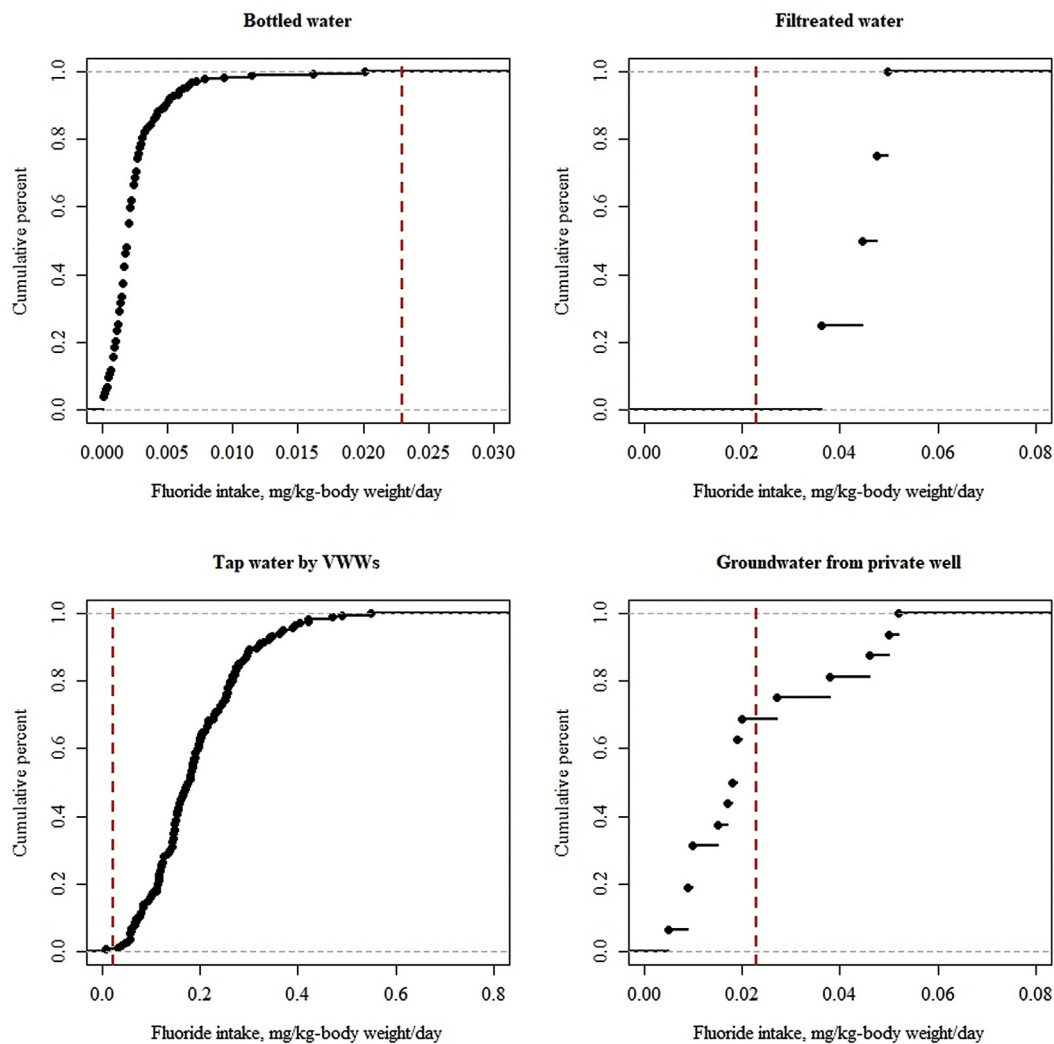 Bottled water
Cumulative percent
0.0 0.2 0.4 0.6 0.8 1.0
0.000 0.005 0.010 0.015 0.020 0.025 0.030
Fluoride intake, mg/kg-body weight/day
Filtreated water
Cumulative percent
0.0 0.2 0.4 0.6 0.8 1.0
0.00 0.02 0.04 0.06 0.08
Fluoride intake, mg/kg-body weight/day
Tap water by VWWs
Cumulative percent
0.0 0.2 0.4 0.6 0.8 1.0
0.0 0.2 0.4 0.6 0.8
Fluoride intake, mg/kg-body weight/day
Groundwater from private well
Cumulative percent
0.0 0.2 0.4 0.6 0.8 1.0
0.00 0.02 0.04 0.06 0.08
Fluoride intake, mg/kg-body weight/day